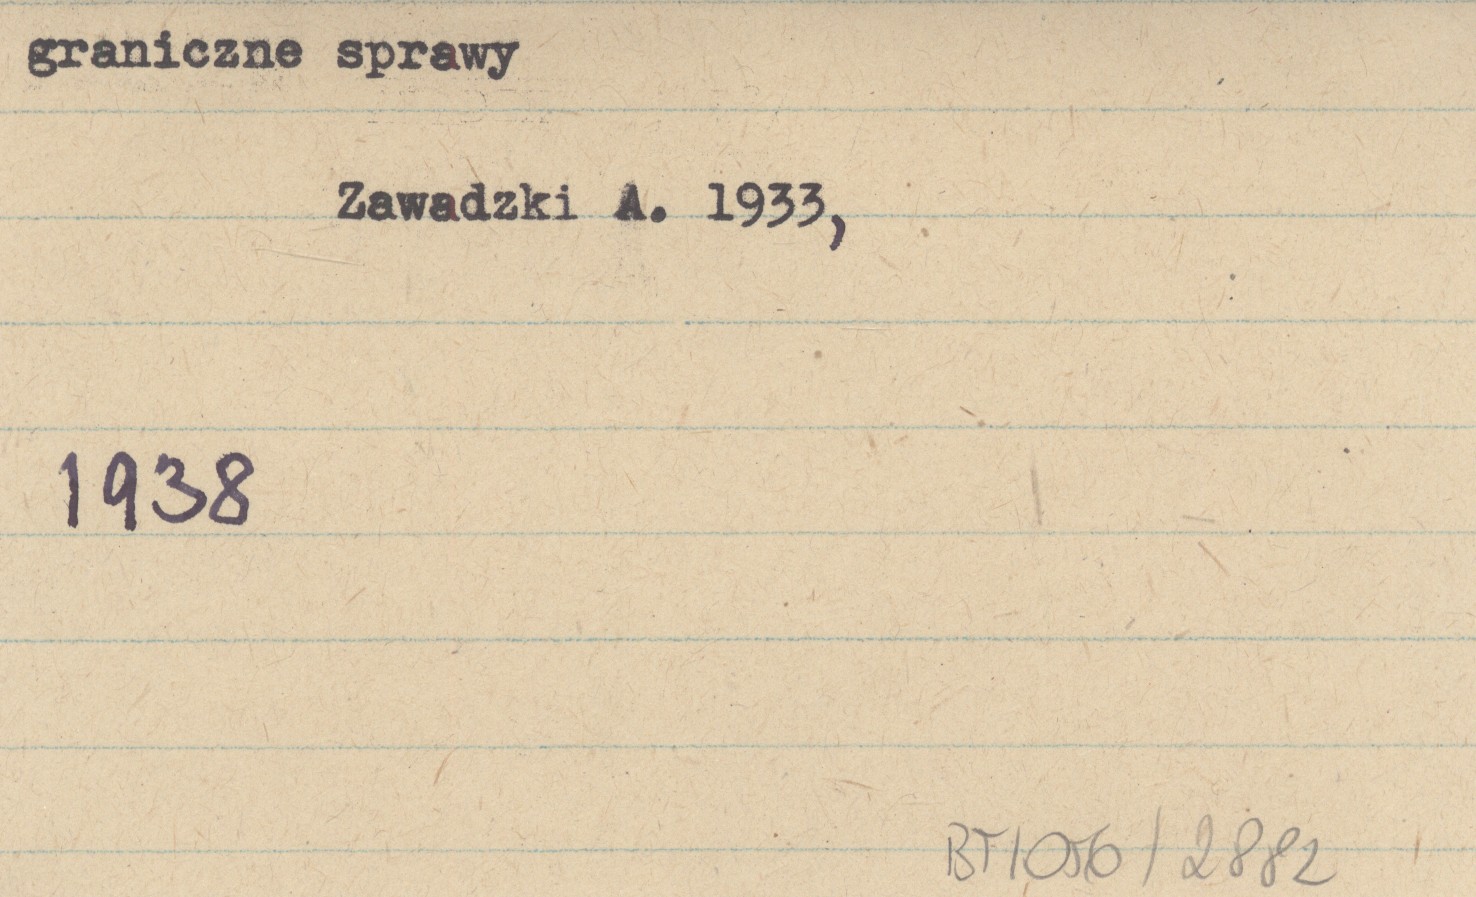 graniczne sprawy
Zawadzki A. 1933,
1938
BT1056/2882